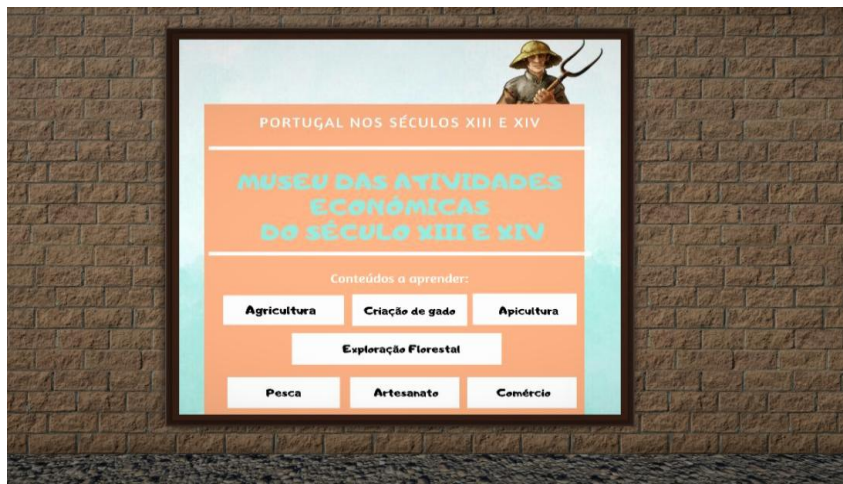 PORTUGAL NOS SÉCULOS XIII E XIV
MUSEU DAS ATIVIDADES
ECONÓMICAS
DO SÉCULO XIII E XIV
Conteúdos a aprender:
Agricultura Criação de gado Apicultura
Exploração Florestal
Pesca Artesanato Comércio